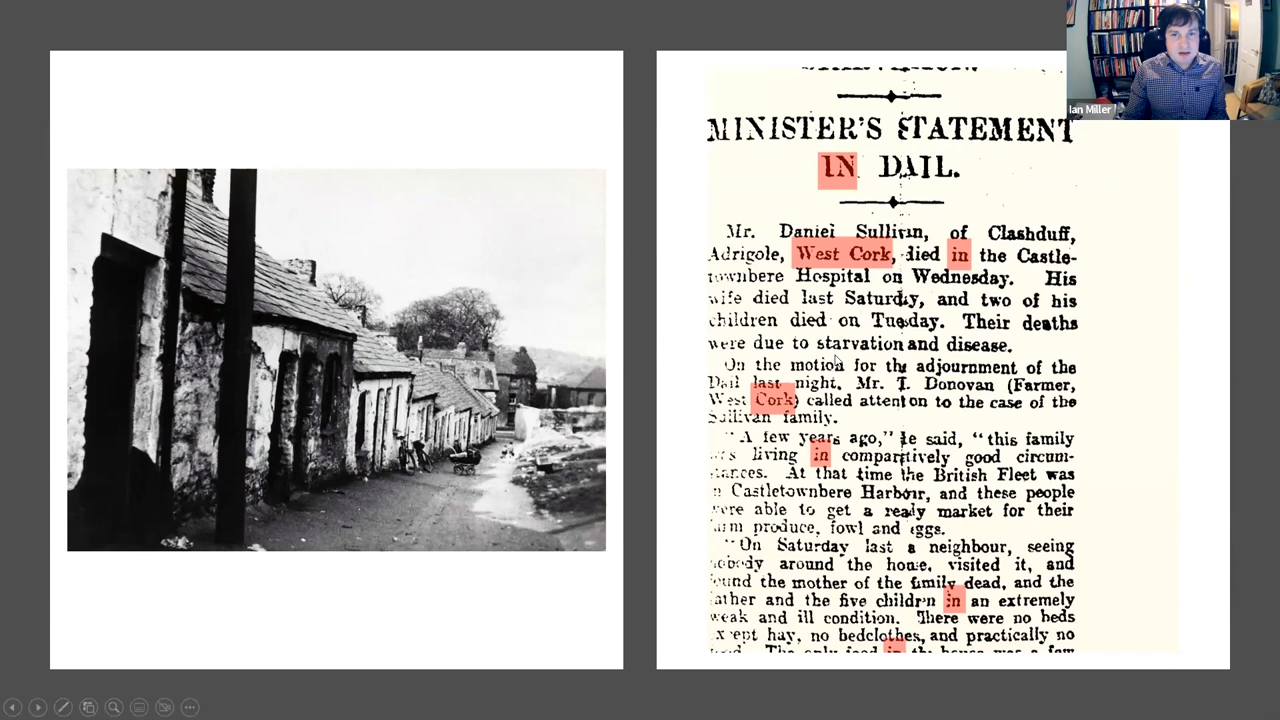 Ian Miller
MINISTER'S STATEMENT
IN DAIL.
Mr. Daniel Sullivan, of Clashduff,
Adrigole, West Cork, died in the Castle-
townbere Hospital on Wednesday. His
wife died last Saturday, and two of his
children died on Tuesday. Their deaths
were due to starvation and disease.
On the motion for the adjournment of the
Dail last night, Mr. T. Donovan (Farmer,
West Cork) called attention to the case of the
Sullivan family.
"A few years ago," he said, "this family
was living in comparatively good circum-
stances. At that time the British Fleet was
in Castletownbere Harbour, and these people
were able to get a ready market for their
farm produce, fowl and eggs.
"On Saturday last a neighbour, seeing
nobody around the house, visited it, and
found the mother of the family dead, and the
father and the five children in an extremely
weak and ill condition. There were no beds
except hay, no bedclothes, and practically no
The only food in the house was a few